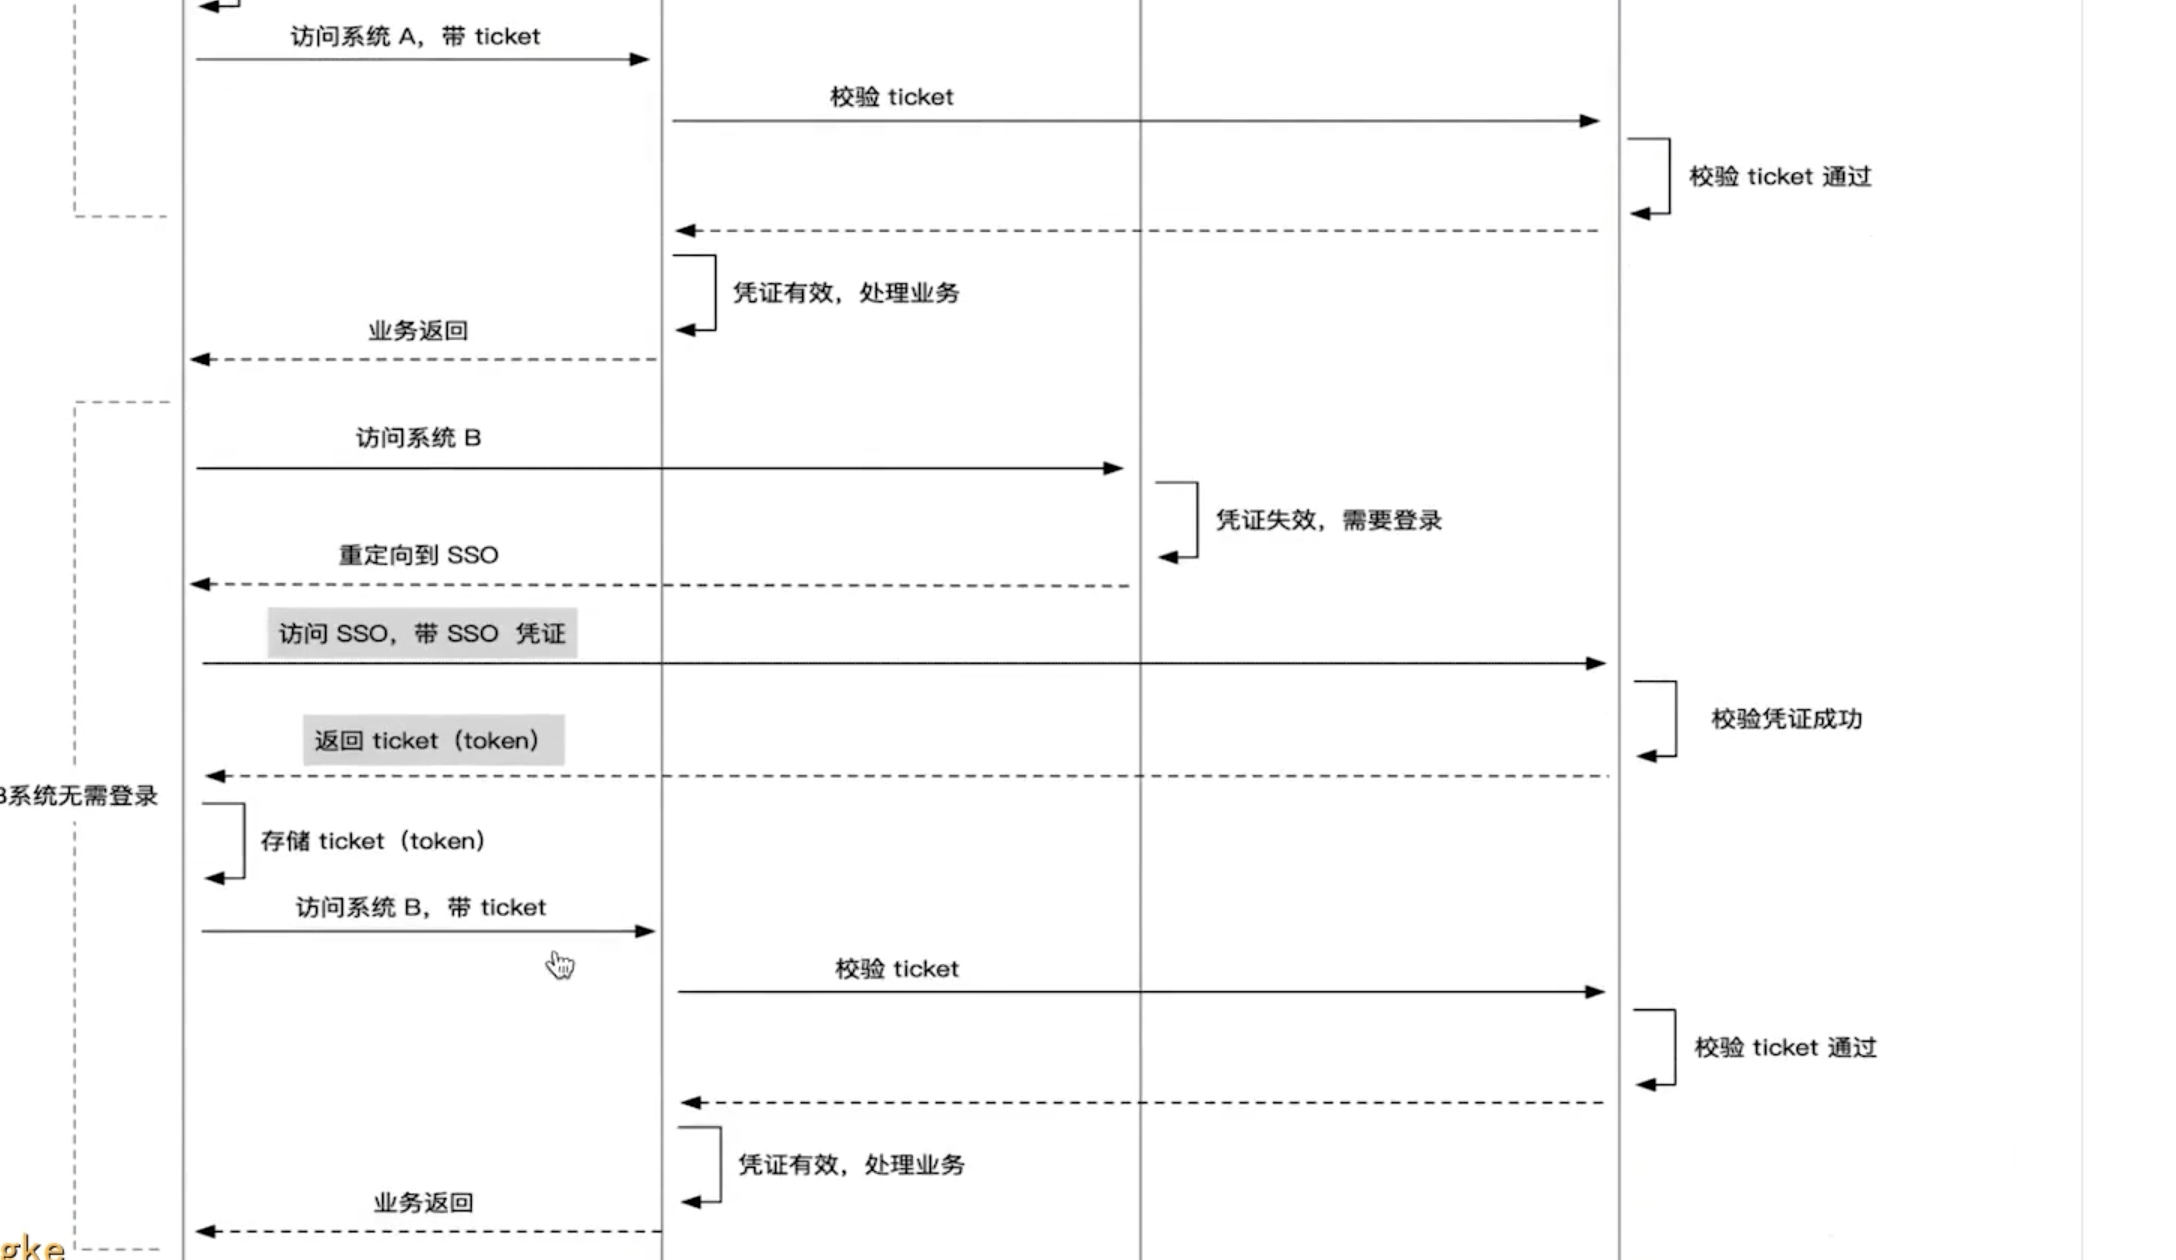 访问系统 A，带 ticket
校验 ticket
校验 ticket 通过
凭证有效，处理业务
业务返回
访问系统 B
凭证失效，需要登录
重定向到 SSO
访问 SSO，带 SSO 凭证
校验凭证成功
返回 ticket（token）
B系统无需登录
存储 ticket（token）
访问系统 B，带 ticket
校验 ticket
校验 ticket 通过
凭证有效，处理业务
业务返回
gke